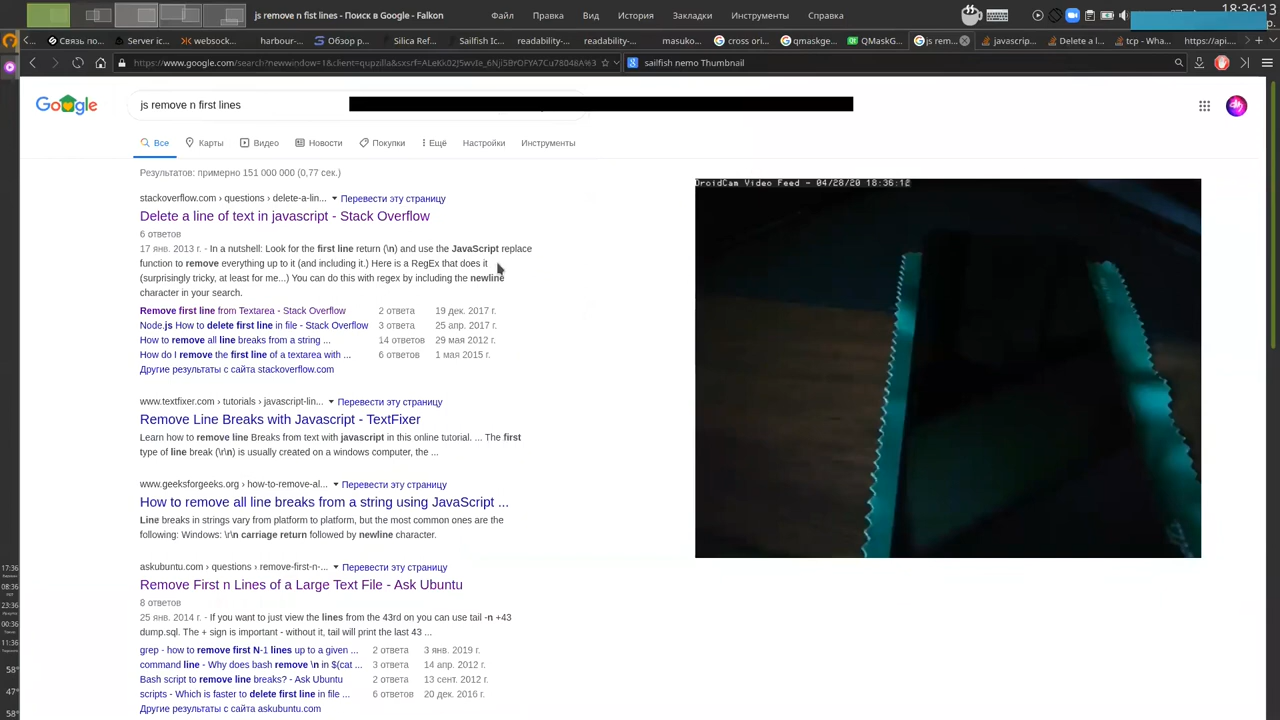 js remove n fist lines - Поиск в Google - Falkon
Файл Правка Вид История Закладки Инструменты Справка
18:36:13
Связь по... Server ic... websock... harbour-... Обзор р... Silica Ref... Sailfish Ic... readability-... readability-... masuko... cross ori... qmaskge... QMaskG... js rem... javascrip... Delete a l... tcp - Wha... https://api....
sailfish nemo Thumbnail
Google
js remove n first lines
Все Карты Видео Новости Покупки Ещё Настройки Инструменты
Результатов: примерно 151 000 000 (0,77 сек.)
stackoverflow.com › questions › delete-a-lin... Перевести эту страницу
Delete a line of text in javascript - Stack Overflow
6 ответов
17 янв. 2013 г. - In a nutshell: Look for the first line return (\n) and use the JavaScript replace
function to remove everything up to it (and including it.) Here is a RegEx that does it
(surprisingly tricky, at least for me...) You can do this with regex by including the newline
character in your search.
Remove first line from Textarea - Stack Overflow 2 ответа 19 дек. 2017 г.
Node.js How to delete first line in file - Stack Overflow 3 ответа 25 апр. 2017 г.
How to remove all line breaks from a string ... 14 ответов 29 мая 2012 г.
How do I remove the first line of a textarea with ... 6 ответов 1 мая 2015 г.
Другие результаты с сайта stackoverflow.com
www.textfixer.com › tutorials › javascript-lin... Перевести эту страницу
Remove Line Breaks with Javascript - TextFixer
Learn how to remove line Breaks from text with javascript in this online tutorial. ... The first
type of line break (\r\n) is usually created on a windows computer, the ...
www.geeksforgeeks.org › how-to-remove-al... Перевести эту страницу
How to remove all line breaks from a string using JavaScript ...
Line breaks in strings vary from platform to platform, but the most common ones are the
following: Windows: \r\n carriage return followed by newline character.
askubuntu.com › questions › remove-first-n-... Перевести эту страницу
Remove First n Lines of a Large Text File - Ask Ubuntu
8 ответов
25 янв. 2014 г. - If you want to just view the lines from the 43rd on you can use tail -n +43
dump.sql. The + sign is important - without it, tail will print the last 43 ...
grep - how to remove first N-1 lines up to a given ... 2 ответа 3 янв. 2019 г.
command line - Why does bash remove \n in $(cat ... 3 ответа 14 апр. 2012 г.
Bash script to remove line breaks? - Ask Ubuntu 2 ответа 13 сент. 2012 г.
scripts - Which is faster to delete first line in file ... 6 ответов 20 дек. 2016 г.
Другие результаты с сайта askubuntu.com
DroidCam Video Feed - 04/28/20 18:36:12
17:36
08:36
23:36
00:36
11:36
58°
47°
58°